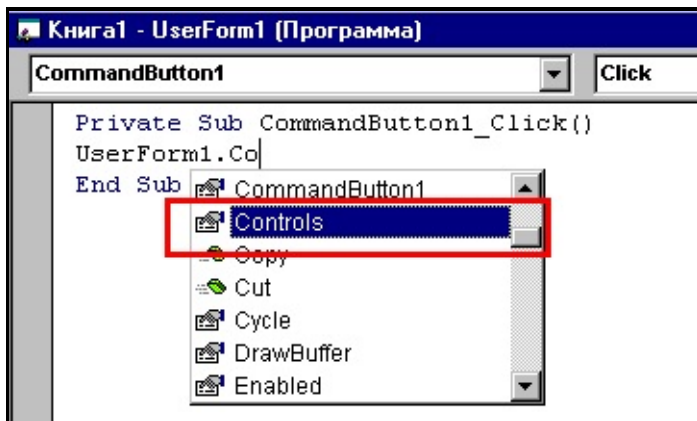 Книга1 - UserForm1 (Программа)
CommandButton1 Click
Private Sub CommandButton1_Click()
UserForm1.Co
End Sub
CommandButton1
Controls
Copy
Cut
Cycle
DrawBuffer
Enabled